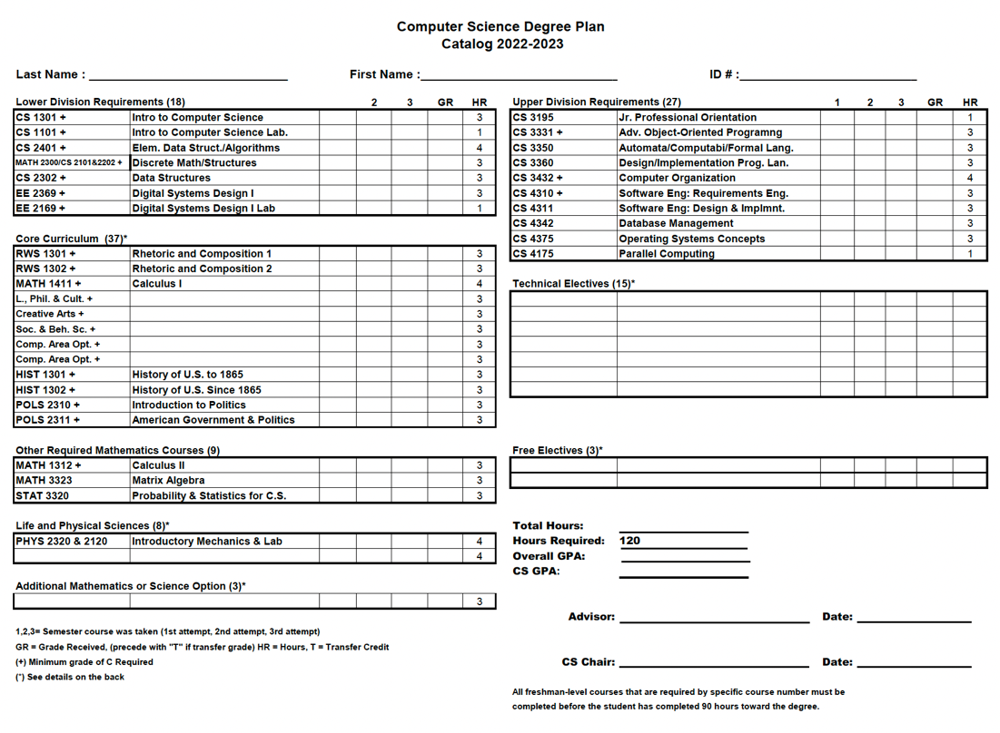 Computer Science Degree Plan
Catalog 2022-2023
Last Name : ____ First Name : ____ ID # : ____
Lower Division Requirements (18) 2 3 GR HR
CS 1301 + Intro to Computer Science 3
CS 1101 + Intro to Computer Science Lab. 1
CS 2401 + Elem. Data Struct./Algorithms 4
MATH 2300/CS 2101&2202 + Discrete Math/Structures 3
CS 2302 + Data Structures 3
EE 2369 + Digital Systems Design I 3
EE 2169 + Digital Systems Design I Lab 1
Core Curriculum (37)*
RWS 1301 + Rhetoric and Composition 1 3
RWS 1302 + Rhetoric and Composition 2 3
MATH 1411 + Calculus I 4
L., Phil. & Cult. + 3
Creative Arts + 3
Soc. & Beh. Sc. + 3
Comp. Area Opt. + 3
Comp. Area Opt. + 3
HIST 1301 + History of U.S. to 1865 3
HIST 1302 + History of U.S. Since 1865 3
POLS 2310 + Introduction to Politics 3
POLS 2311 + American Government & Politics 3
Other Required Mathematics Courses (9)
MATH 1312 + Calculus II 3
MATH 3323 Matrix Algebra 3
STAT 3320 Probability & Statistics for C.S. 3
Life and Physical Sciences (8)*
PHYS 2320 & 2120 Introductory Mechanics & Lab 4
4
Additional Mathematics or Science Option (3)*
3
1,2,3= Semester course was taken (1st attempt, 2nd attempt, 3rd attempt)
GR = Grade Received, (precede with "T" if transfer grade) HR = Hours, T = Transfer Credit
(+) Minimum grade of C Required
(*) See details on the back
Upper Division Requirements (27) 1 2 3 GR HR
CS 3195 Jr. Professional Orientation 1
CS 3331 + Adv. Object-Oriented Programng 3
CS 3350 Automata/Computabi/Formal Lang. 3
CS 3360 Design/Implementation Prog. Lan. 3
CS 3432 + Computer Organization 4
CS 4310 + Software Eng: Requirements Eng. 3
CS 4311 Software Eng: Design & Implmnt. 3
CS 4342 Database Management 3
CS 4375 Operating Systems Concepts 3
CS 4175 Parallel Computing 1
Technical Electives (15)*
Free Electives (3)*
Total Hours: ____
Hours Required: 120
Overall GPA: ____
CS GPA: ____
Advisor: ____ Date: ____
CS Chair: ____ Date: ____
All freshman-level courses that are required by specific course number must be
completed before the student has completed 90 hours toward the degree.